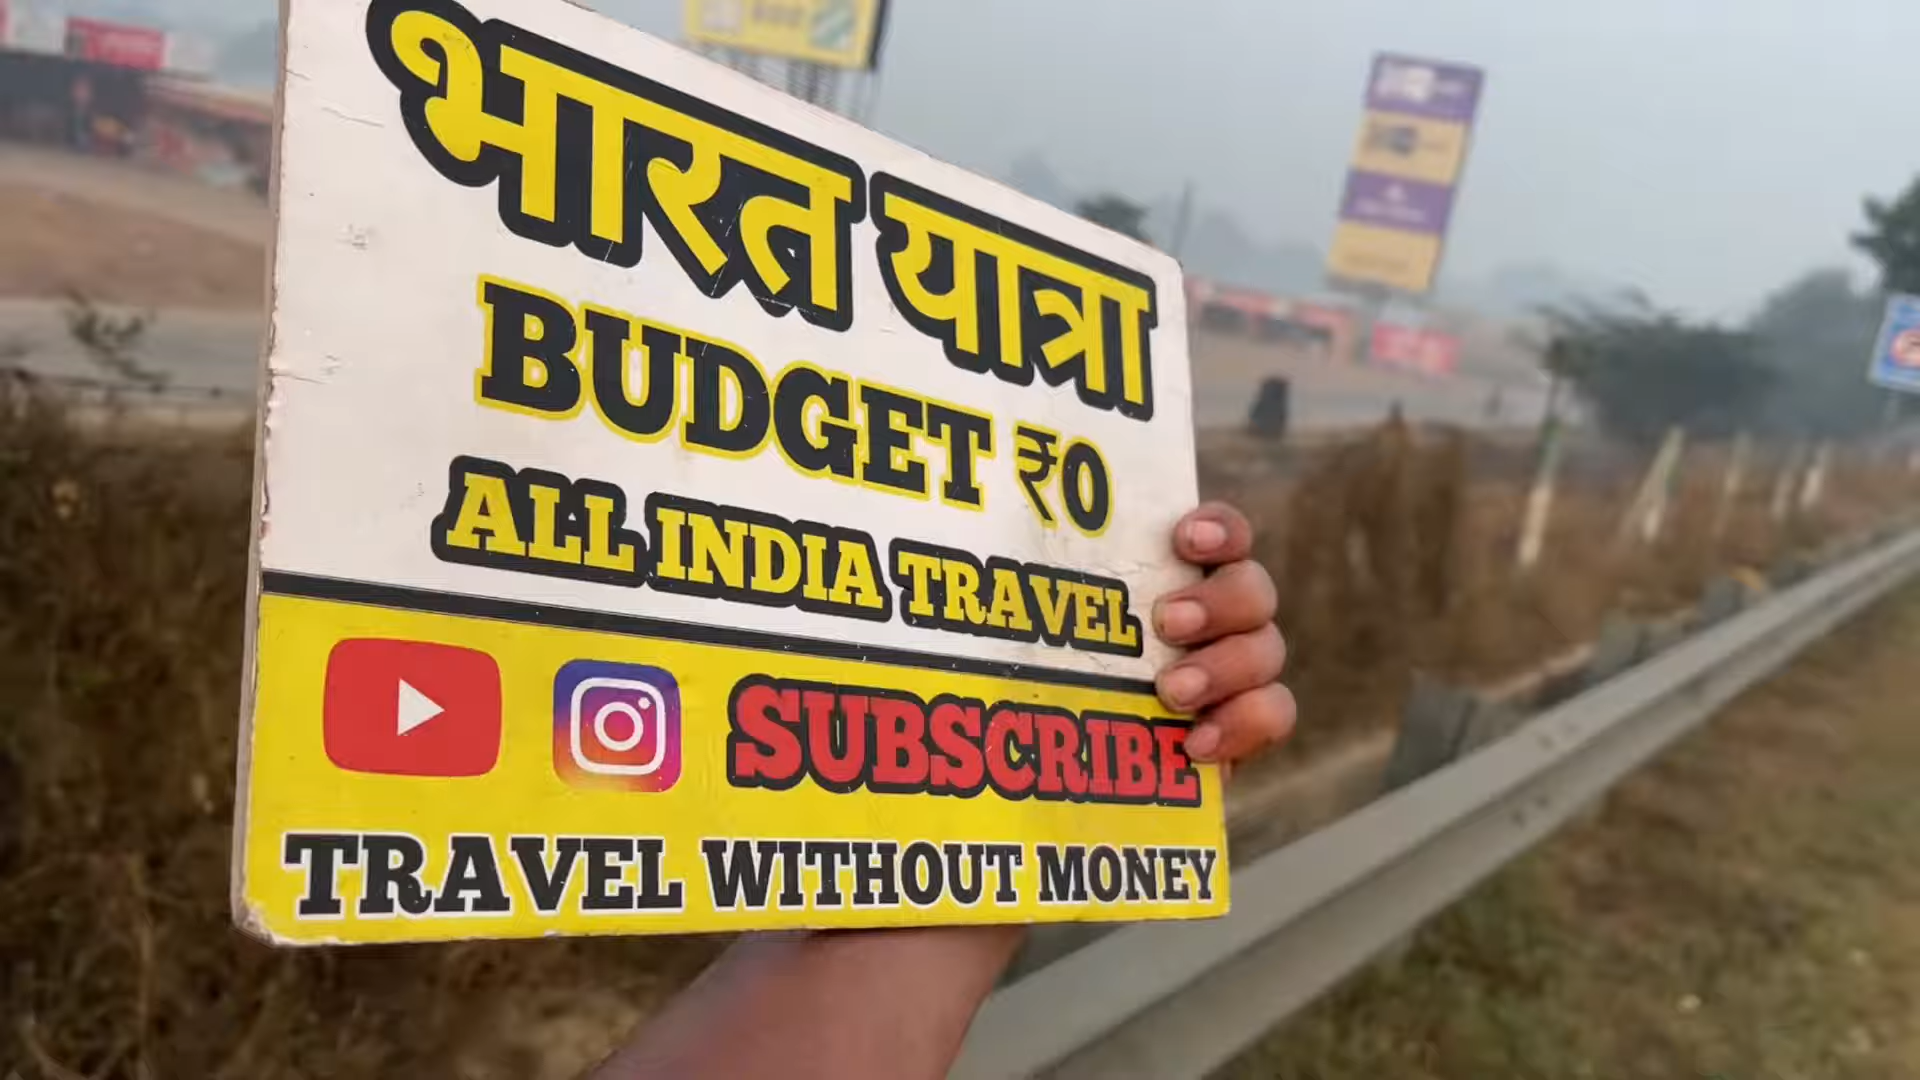 भारत यात्रा
BUDGET ₹0
ALL INDIA TRAVEL
SUBSCRIBE
TRAVEL WITHOUT MONEY